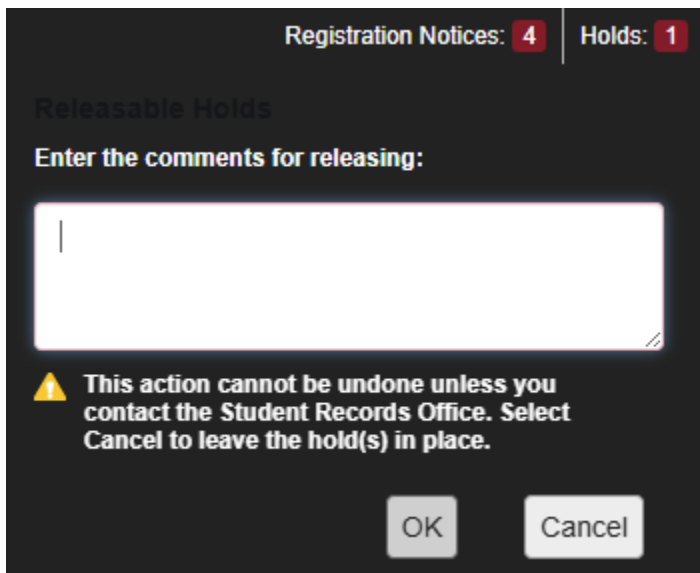 Registration Notices: 4 Holds: 1
Releasable Holds
Enter the comments for releasing:
This action cannot be undone unless you
contact the Student Records Office. Select
Cancel to leave the hold(s) in place.
OK Cancel